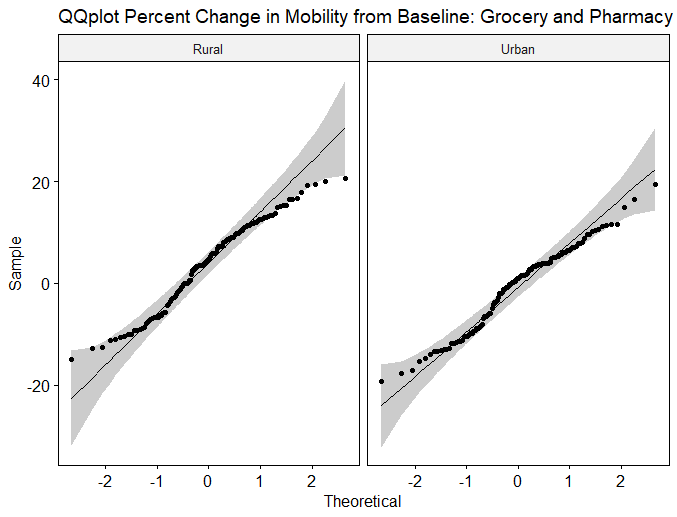 QQplot Percent Change in Mobility from Baseline: Grocery and Pharmacy
Rural
Urban
40
20
0
-20
Sample
-2
-1
0
1
2
-2
-1
0
1
2
Theoretical